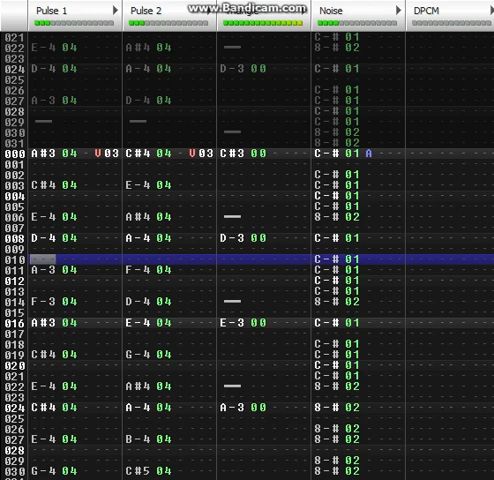 www.Bandicam.com
Pulse 1 Pulse 2 Noise DPCM
021 C-# 01
022 E-4 04 F#4 04 8-# 02
023
024 D-4 04 A-4 04 D-3 00 C-# 01
025
026 C-# 01
027 A-3 04 D-4 04 C-# 01
028 C-# 01
029 C-# 01
030 8-# 02
031 8-# 02
000 A#3 04 V03 C#4 04 V03 C#3 00 C-# 01 A
001
002 C-# 01
003 C#4 04 E-4 04 C-# 01
004 C-# 01
005 C-# 01
006 E-4 04 A#4 04 8-# 02
007
008 D-4 04 A-4 04 D-3 00 C-# 01
009
010 C-# 01
011 A-3 04 F-4 04 C-# 01
012 C-# 01
013 C-# 01
014 F-3 04 D-4 04 8-# 02
015
016 A#3 04 E-4 04 E-3 00 C-# 01
017
018 C-# 01
019 C#4 04 G-4 04 C-# 01
020 C-# 01
021 C-# 01
022 E-4 04 A#4 04 8-# 02
023
024 C#4 04 A-4 04 A-3 00 8-# 02
025
026 8-# 02
027 E-4 04 B-4 04 8-# 02
028
029 8-# 02
030 G-4 04 C#5 04 8-# 02